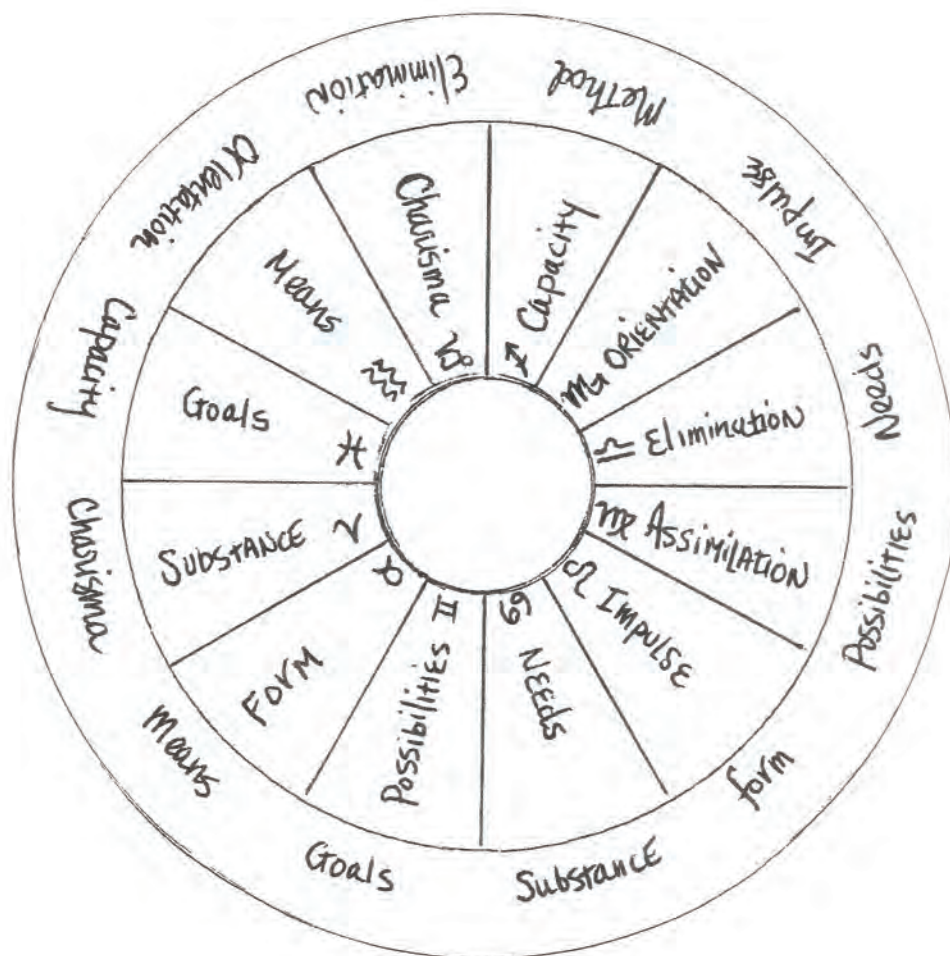 Elimination
Method
Impulse
Needs
Possibilities
form
Substance
Goals
Means
Charisma
Capacity
Orientation
Charisma ♑
♐ Capacity
♏ ORIENTATION
♎ Elimination
♍ ASSIMILATION
♌ IMPULSE
♋ NEEDS
Possibilities ♊
FORM ♉
SUBSTANCE ♈
Goals ♓
Means ♒